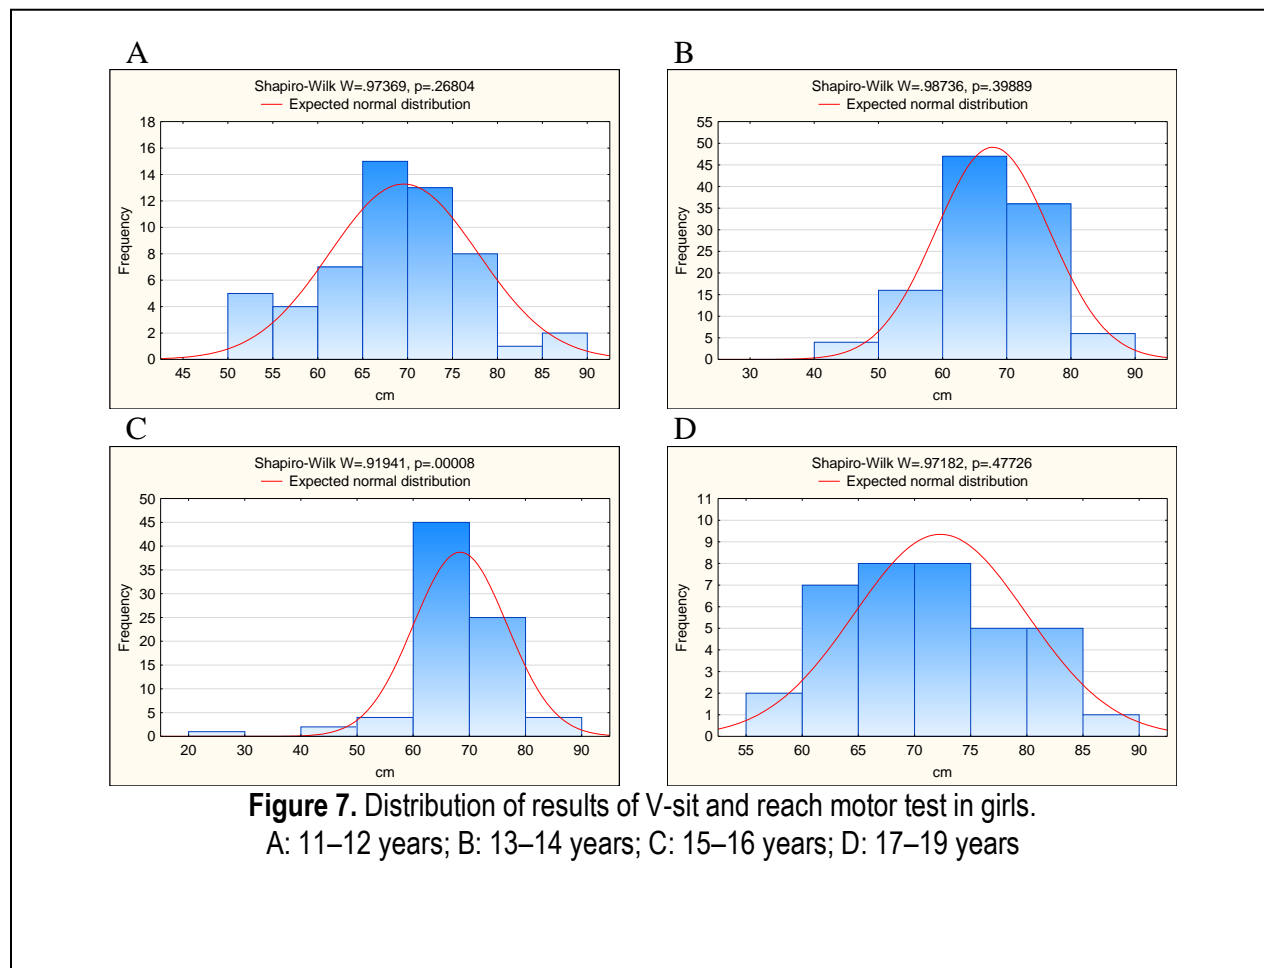 A
Shapiro-Wilk W=.97369, p=.26804
Expected normal distribution
18
16
14
12
10
8
6
4
2
0
Frequency
45 50 55 60 65 70 75 80 85 90
cm
B
Shapiro-Wilk W=.98736, p=.39889
Expected normal distribution
55
50
45
40
35
30
25
20
15
10
5
0
Frequency
30 40 50 60 70 80 90
cm
C
Shapiro-Wilk W=.91941, p=.00008
Expected normal distribution
50
45
40
35
30
25
20
15
10
5
0
Frequency
20 30 40 50 60 70 80 90
cm
D
Shapiro-Wilk W=.97182, p=.47726
Expected normal distribution
11
10
9
8
7
6
5
4
3
2
1
0
Frequency
55 60 65 70 75 80 85 90
cm
Figure 7. Distribution of results of V-sit and reach motor test in girls.
A: 11–12 years; B: 13–14 years; C: 15–16 years; D: 17–19 years